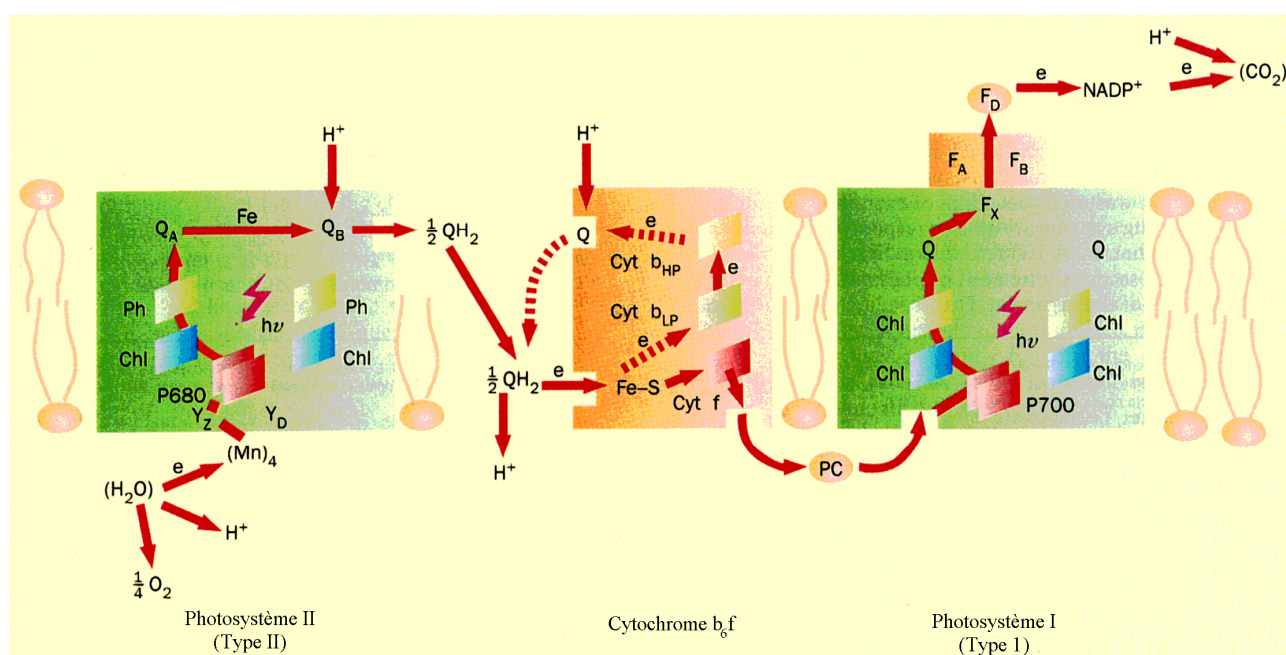 H⁺
e
(CO₂)
F_D
e
NADP⁺
H⁺
H⁺
F_A
F_B
Q_A
Fe
Q_B
½ QH₂
Q
e
Cyt b_HP
e
F_X
Q
Q
Ph
hν
Ph
Cyt b_LP
e
Chl
hν
Chl
Chl
Chl
Chl
Chl
P680
½ QH₂
e
Fe–S
Cyt f
P700
Y_Z
Y_D
(Mn)₄
e
(H₂O)
H⁺
H⁺
PC
¼ O₂
Photosystème II
(Type II)
Cytochrome b₆f
Photosystème I
(Type 1)